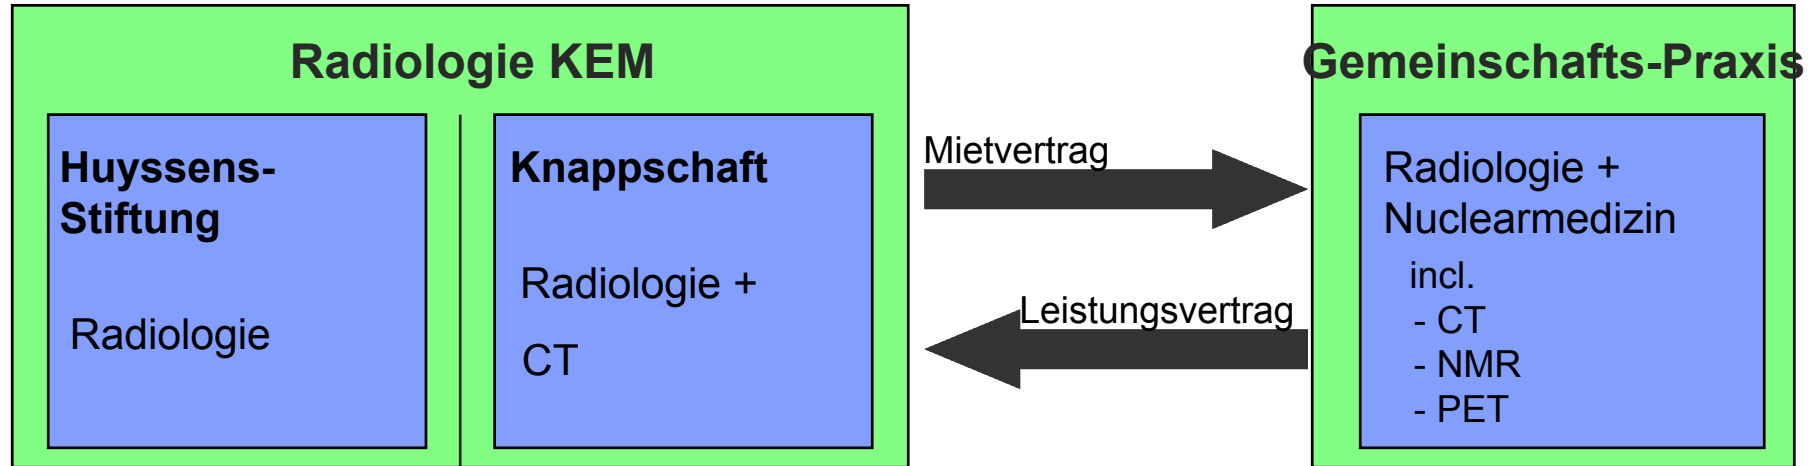 Radiologie KEM
Huyssens-
Stiftung
Radiologie
Knappschaft
Radiologie +
CT
Mietvertrag
Leistungsvertrag
Gemeinschafts-Praxis
Radiologie +
Nuclearmedizin
incl.
- CT
- NMR
- PET